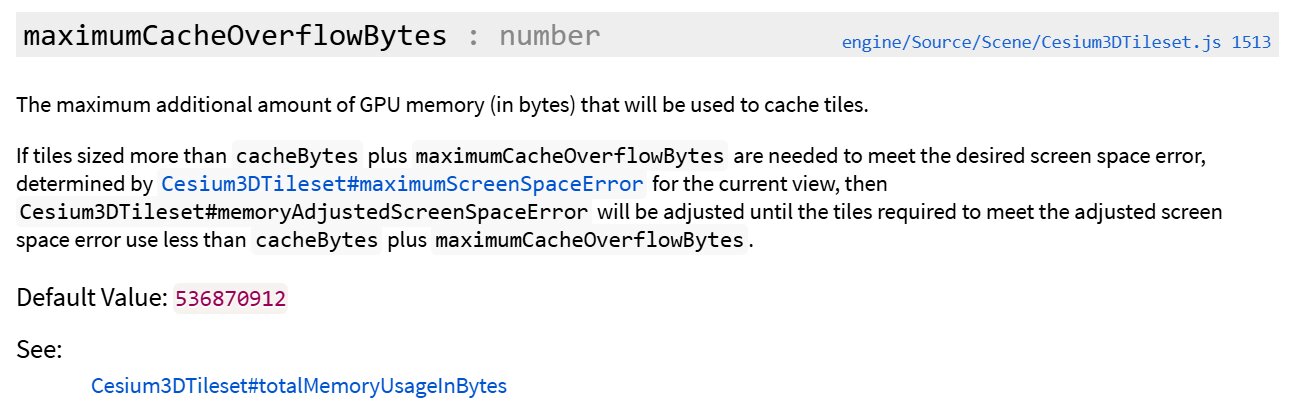 maximumCacheOverflowBytes : number
engine/Source/Scene/Cesium3DTileset.js 1513
The maximum additional amount of GPU memory (in bytes) that will be used to cache tiles.
If tiles sized more than cacheBytes plus maximumCacheOverflowBytes are needed to meet the desired screen space error,
determined by Cesium3DTileset#maximumScreenSpaceError for the current view, then
Cesium3DTileset#memoryAdjustedScreenSpaceError will be adjusted until the tiles required to meet the adjusted screen
space error use less than cacheBytes plus maximumCacheOverflowBytes.
Default Value: 536870912
See:
Cesium3DTileset#totalMemoryUsageInBytes